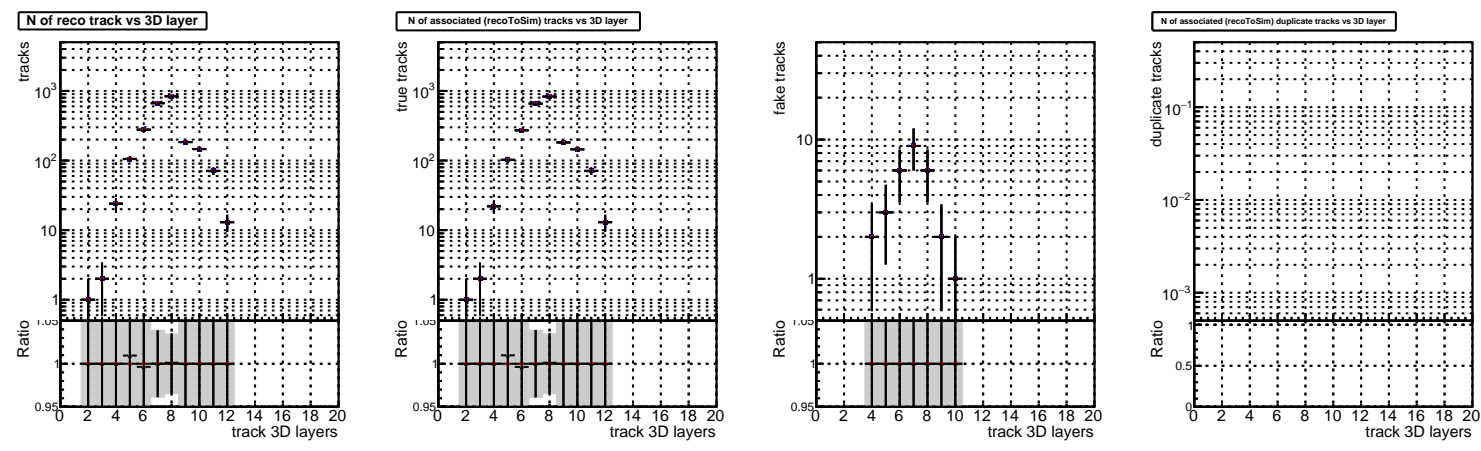 N of reco track vs 3D layer
tracks
10³
10²
10
1
Ratio
1.05
1
0.95
0 2 4 6 8 10 12 14 16 18 20
track 3D layers
N of associated (recoToSim) tracks vs 3D layer
true tracks
10³
10²
10
1
Ratio
1.05
1
0.95
0 2 4 6 8 10 12 14 16 18 20
track 3D layers
fake tracks
10
1
Ratio
1.05
1
0.95
0 2 4 6 8 10 12 14 16 18 20
track 3D layers
N of associated (recoToSim) duplicate tracks vs 3D layer
duplicate tracks
10⁻¹
10⁻²
10⁻³
Ratio
1
0.5
0
0 2 4 6 8 10 12 14 16 18 20
track 3D layers